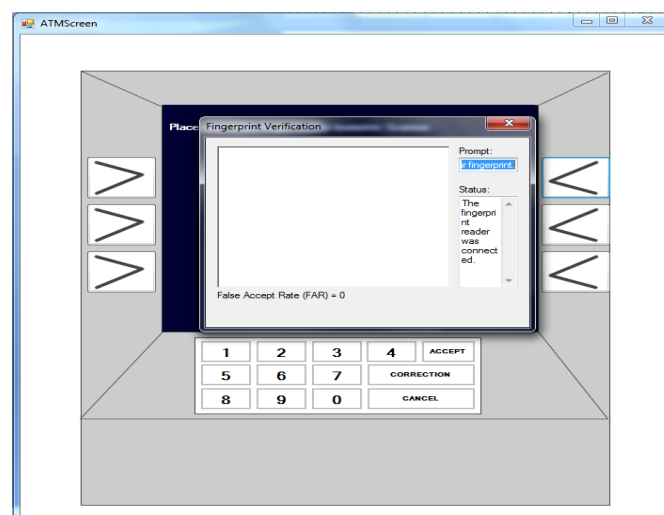 ATMScreen
Place
Fingerprint Verification
Prompt:
r fingerprint.
Status:
The
fingerpri
nt
reader
was
connect
ed.
False Accept Rate (FAR) = 0
1 2 3 4 ACCEPT
5 6 7 CORRECTION
8 9 0 CANCEL